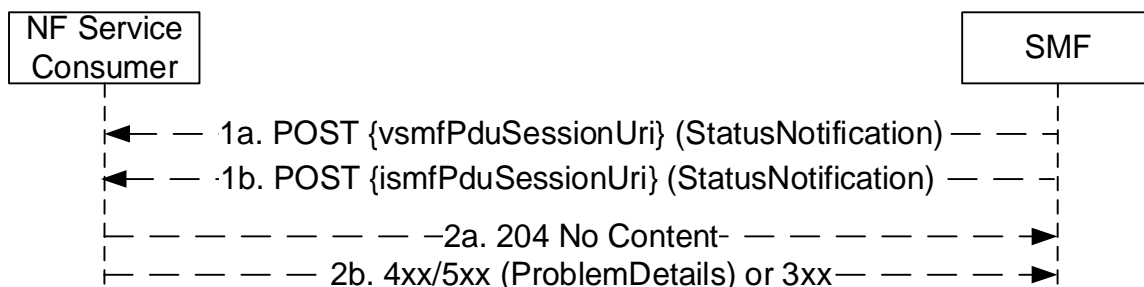 NF Service
Consumer
SMF
1a. POST {vsmfPduSessionUri} (StatusNotification)
1b. POST {ismfPduSessionUri} (StatusNotification)
2a. 204 No Content
2b. 4xx/5xx (ProblemDetails) or 3xx